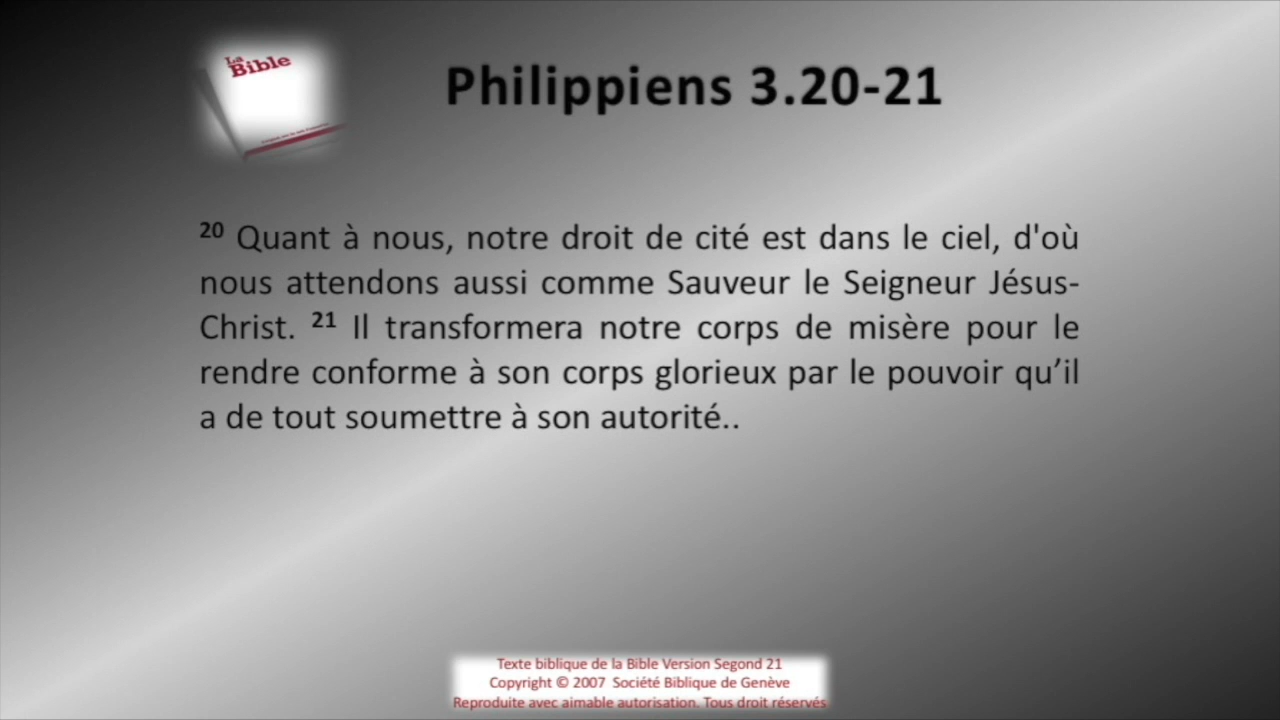 La
Bible
Philippiens 3.20-21
20 Quant à nous, notre droit de cité est dans le ciel, d'où
nous attendons aussi comme Sauveur le Seigneur Jésus-
Christ. 21 Il transformera notre corps de misère pour le
rendre conforme à son corps glorieux par le pouvoir qu’il
a de tout soumettre à son autorité..
Texte biblique de la Bible Version Segond 21
Copyright © 2007 Société Biblique de Genève
Reproduite avec aimable autorisation. Tous droit réservés